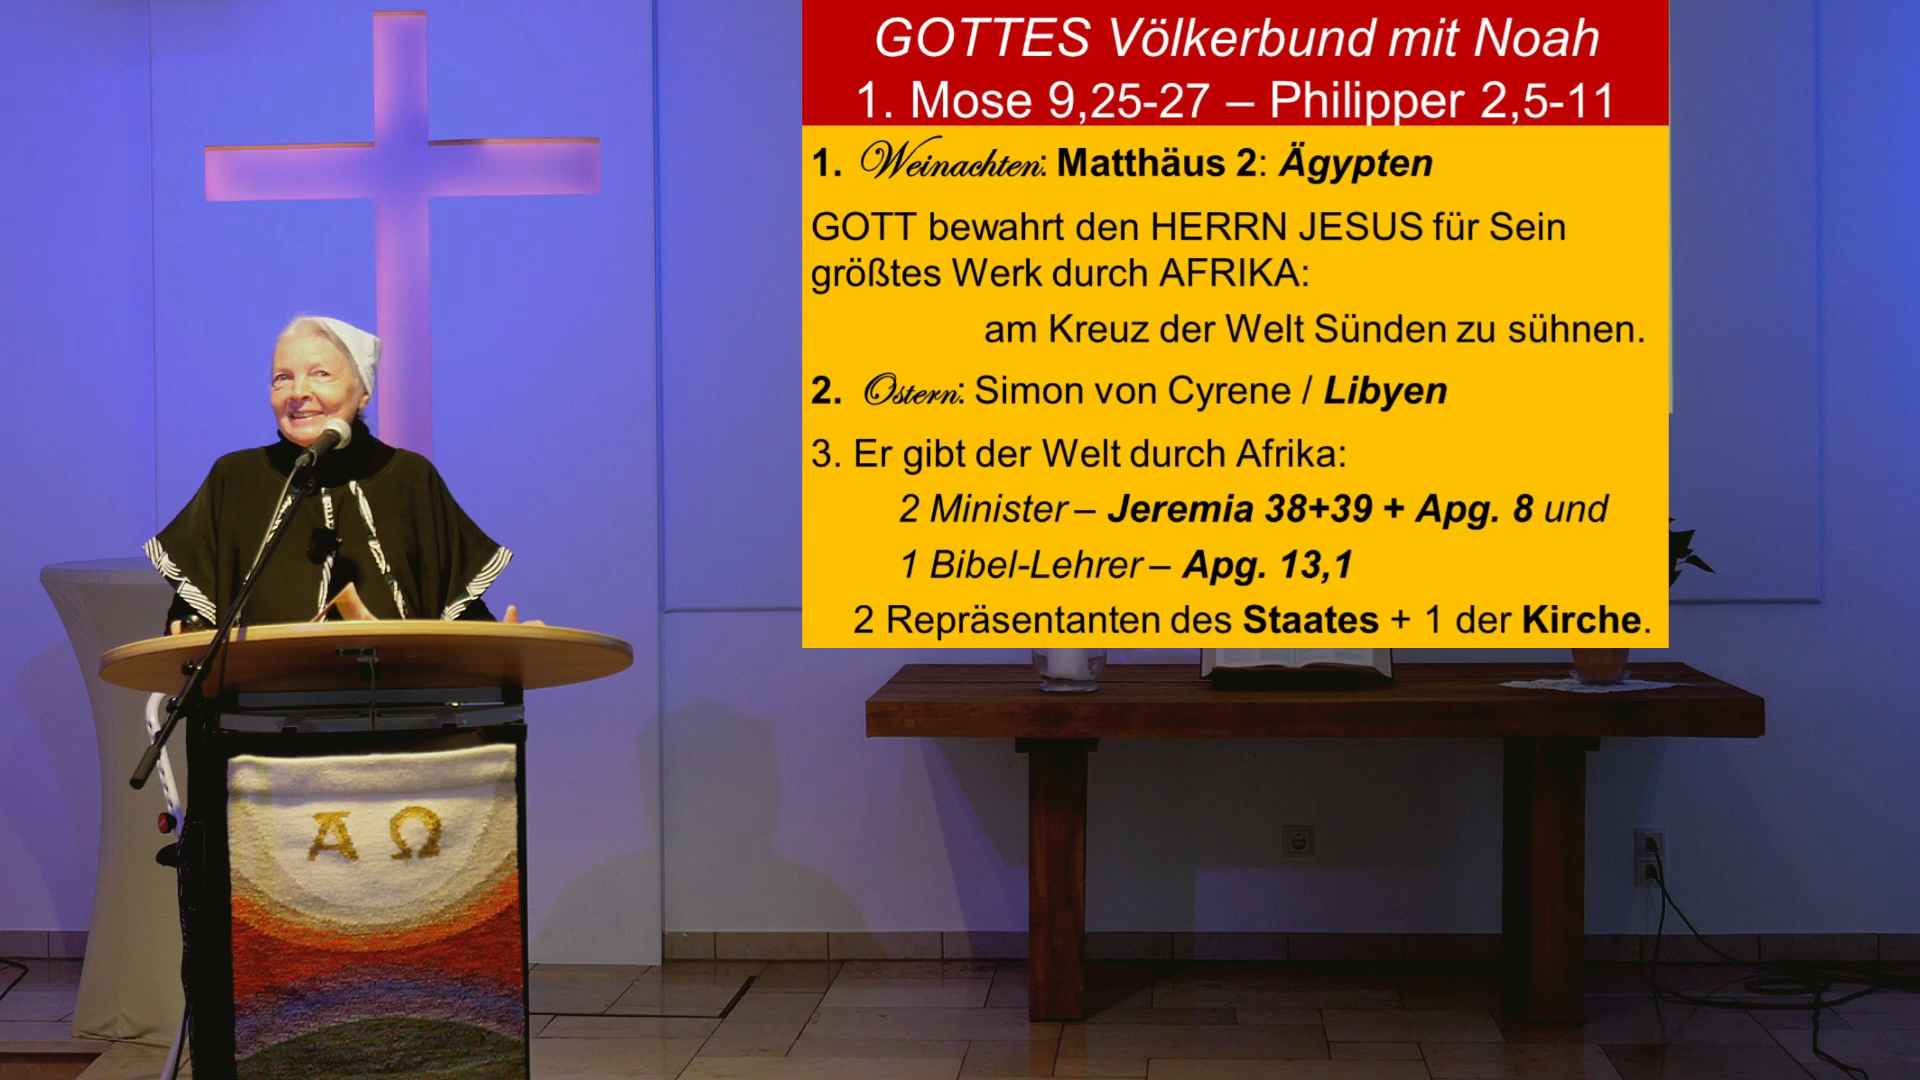 GOTTES Völkerbund mit Noah
1. Mose 9,25-27 – Philipper 2,5-11
1. Weinachten: Matthäus 2: Ägypten
GOTT bewahrt den HERRN JESUS für Sein
größtes Werk durch AFRIKA:
am Kreuz der Welt Sünden zu sühnen.
2. Ostern: Simon von Cyrene / Libyen
3. Er gibt der Welt durch Afrika:
2 Minister – Jeremia 38+39 + Apg. 8 und
1 Bibel-Lehrer – Apg. 13,1
2 Repräsentanten des Staates + 1 der Kirche.
Α Ω